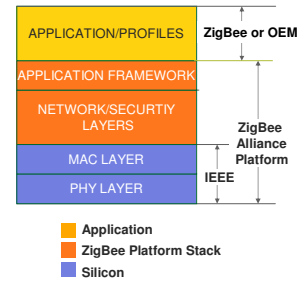 APPLICATION/PROFILES
ZigBee or OEM
APPLICATION FRAMEWORK
NETWORK/SECURTIY
LAYERS
ZigBee
Alliance
Platform
MAC LAYER
IEEE
PHY LAYER
Application
ZigBee Platform Stack
Silicon